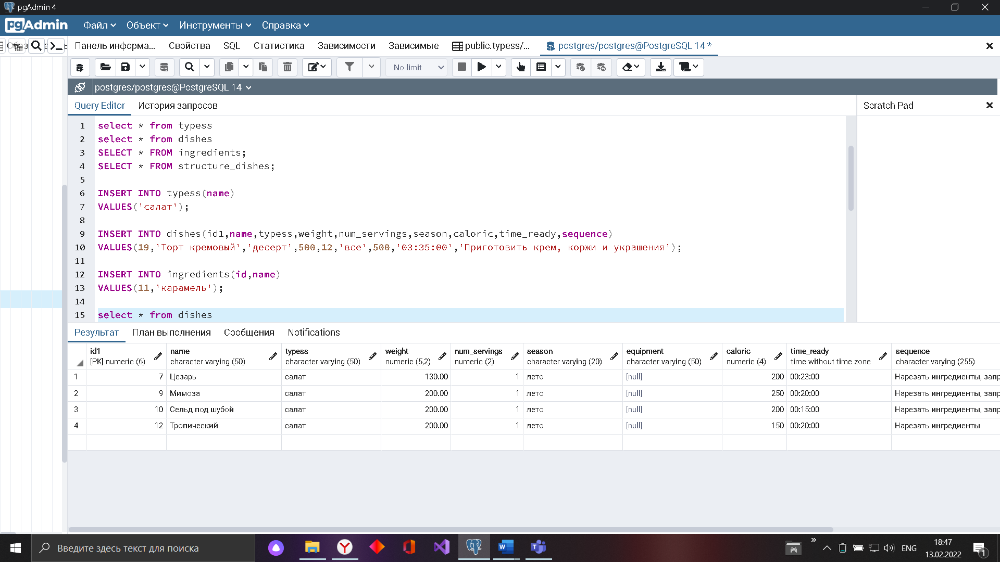 pgAdmin 4
pgAdmin Файл Объект Инструменты Справка
Панель информа... Свойства SQL Статистика Зависимости Зависимые public.typess/... postgres/postgres@PostgreSQL 14 *
No limit
postgres/postgres@PostgreSQL 14
Query Editor История запросов Scratch Pad
1 select * from typess
2 select * from dishes
3 SELECT * FROM ingredients;
4 SELECT * FROM structure_dishes;
5
6 INSERT INTO typess(name)
7 VALUES('салат');
8
9 INSERT INTO dishes(id1,name,typess,weight,num_servings,season,caloric,time_ready,sequence)
10 VALUES(19,'Торт кремовый','десерт',500,12,'все',500,'03:35:00','Приготовить крем, коржи и украшения');
11
12 INSERT INTO ingredients(id,name)
13 VALUES(11,'карамель');
14
15 select * from dishes
Результат План выполнения Сообщения Notifications
id1 name typess weight num_servings season equipment caloric time_ready sequence
[PK] numeric (6) character varying (50) character varying (50) numeric (5,2) numeric (2) character varying (20) character varying (50) numeric (4) time without time zone character varying (255)
1 7 Цезарь салат 130.00 1 лето [null] 200 00:23:00 Нарезать ингредиенты, запр
2 9 Мимоза салат 200.00 1 лето [null] 250 00:20:00 Нарезать ингредиенты, запр
3 10 Сельд под шубой салат 200.00 1 лето [null] 200 00:15:00 Нарезать ингредиенты, запр
4 12 Тропический салат 200.00 1 лето [null] 150 00:20:00 Нарезать ингредиенты
Введите здесь текст для поиска
ENG
18:47
13.02.2022
1